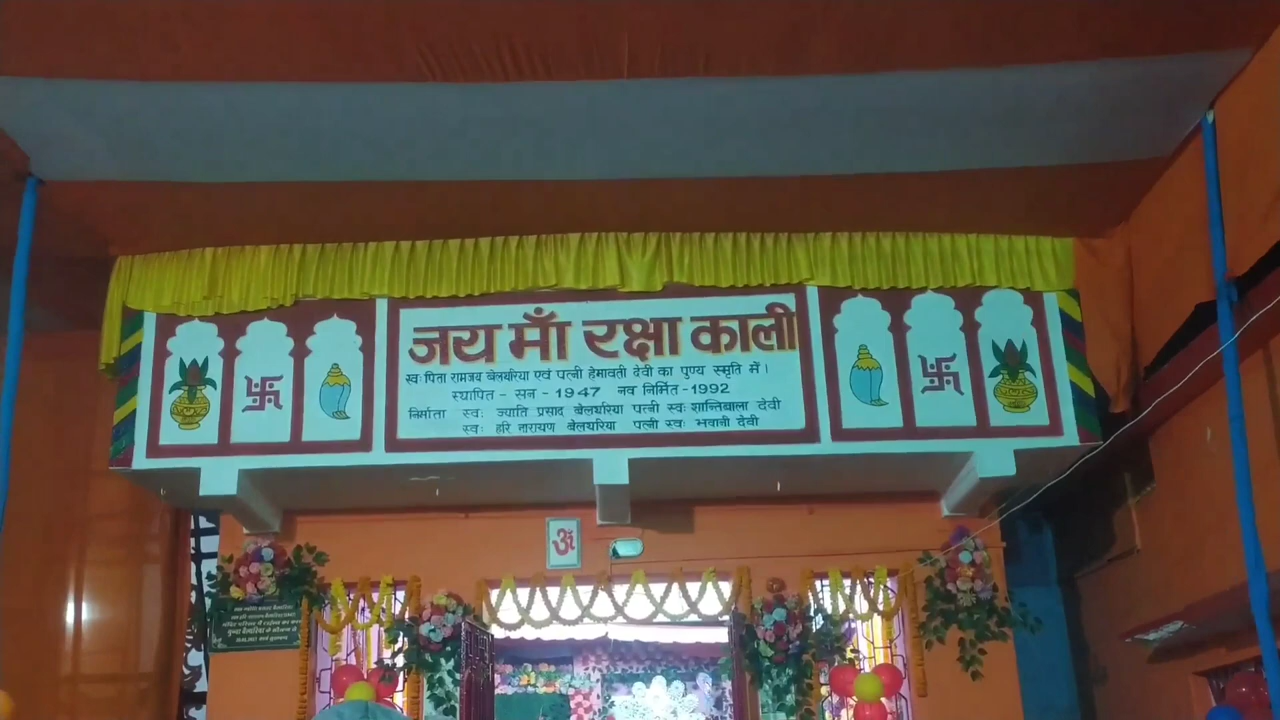 जय माँ रक्षा काली
स्वः पिता रामजय बेलथरिया एवं पत्नी हेमावती देवी का पुण्य स्मृति में।
स्थापित - सन - 1947 नव निर्मित - 1992
निर्माता स्वः ज्याति प्रसाद बेलथरिया पत्नी स्वः शान्तिबाला देवी
स्वः हरि नारायण बेलथरिया पत्नी स्वः भवानी देवी
ॐ